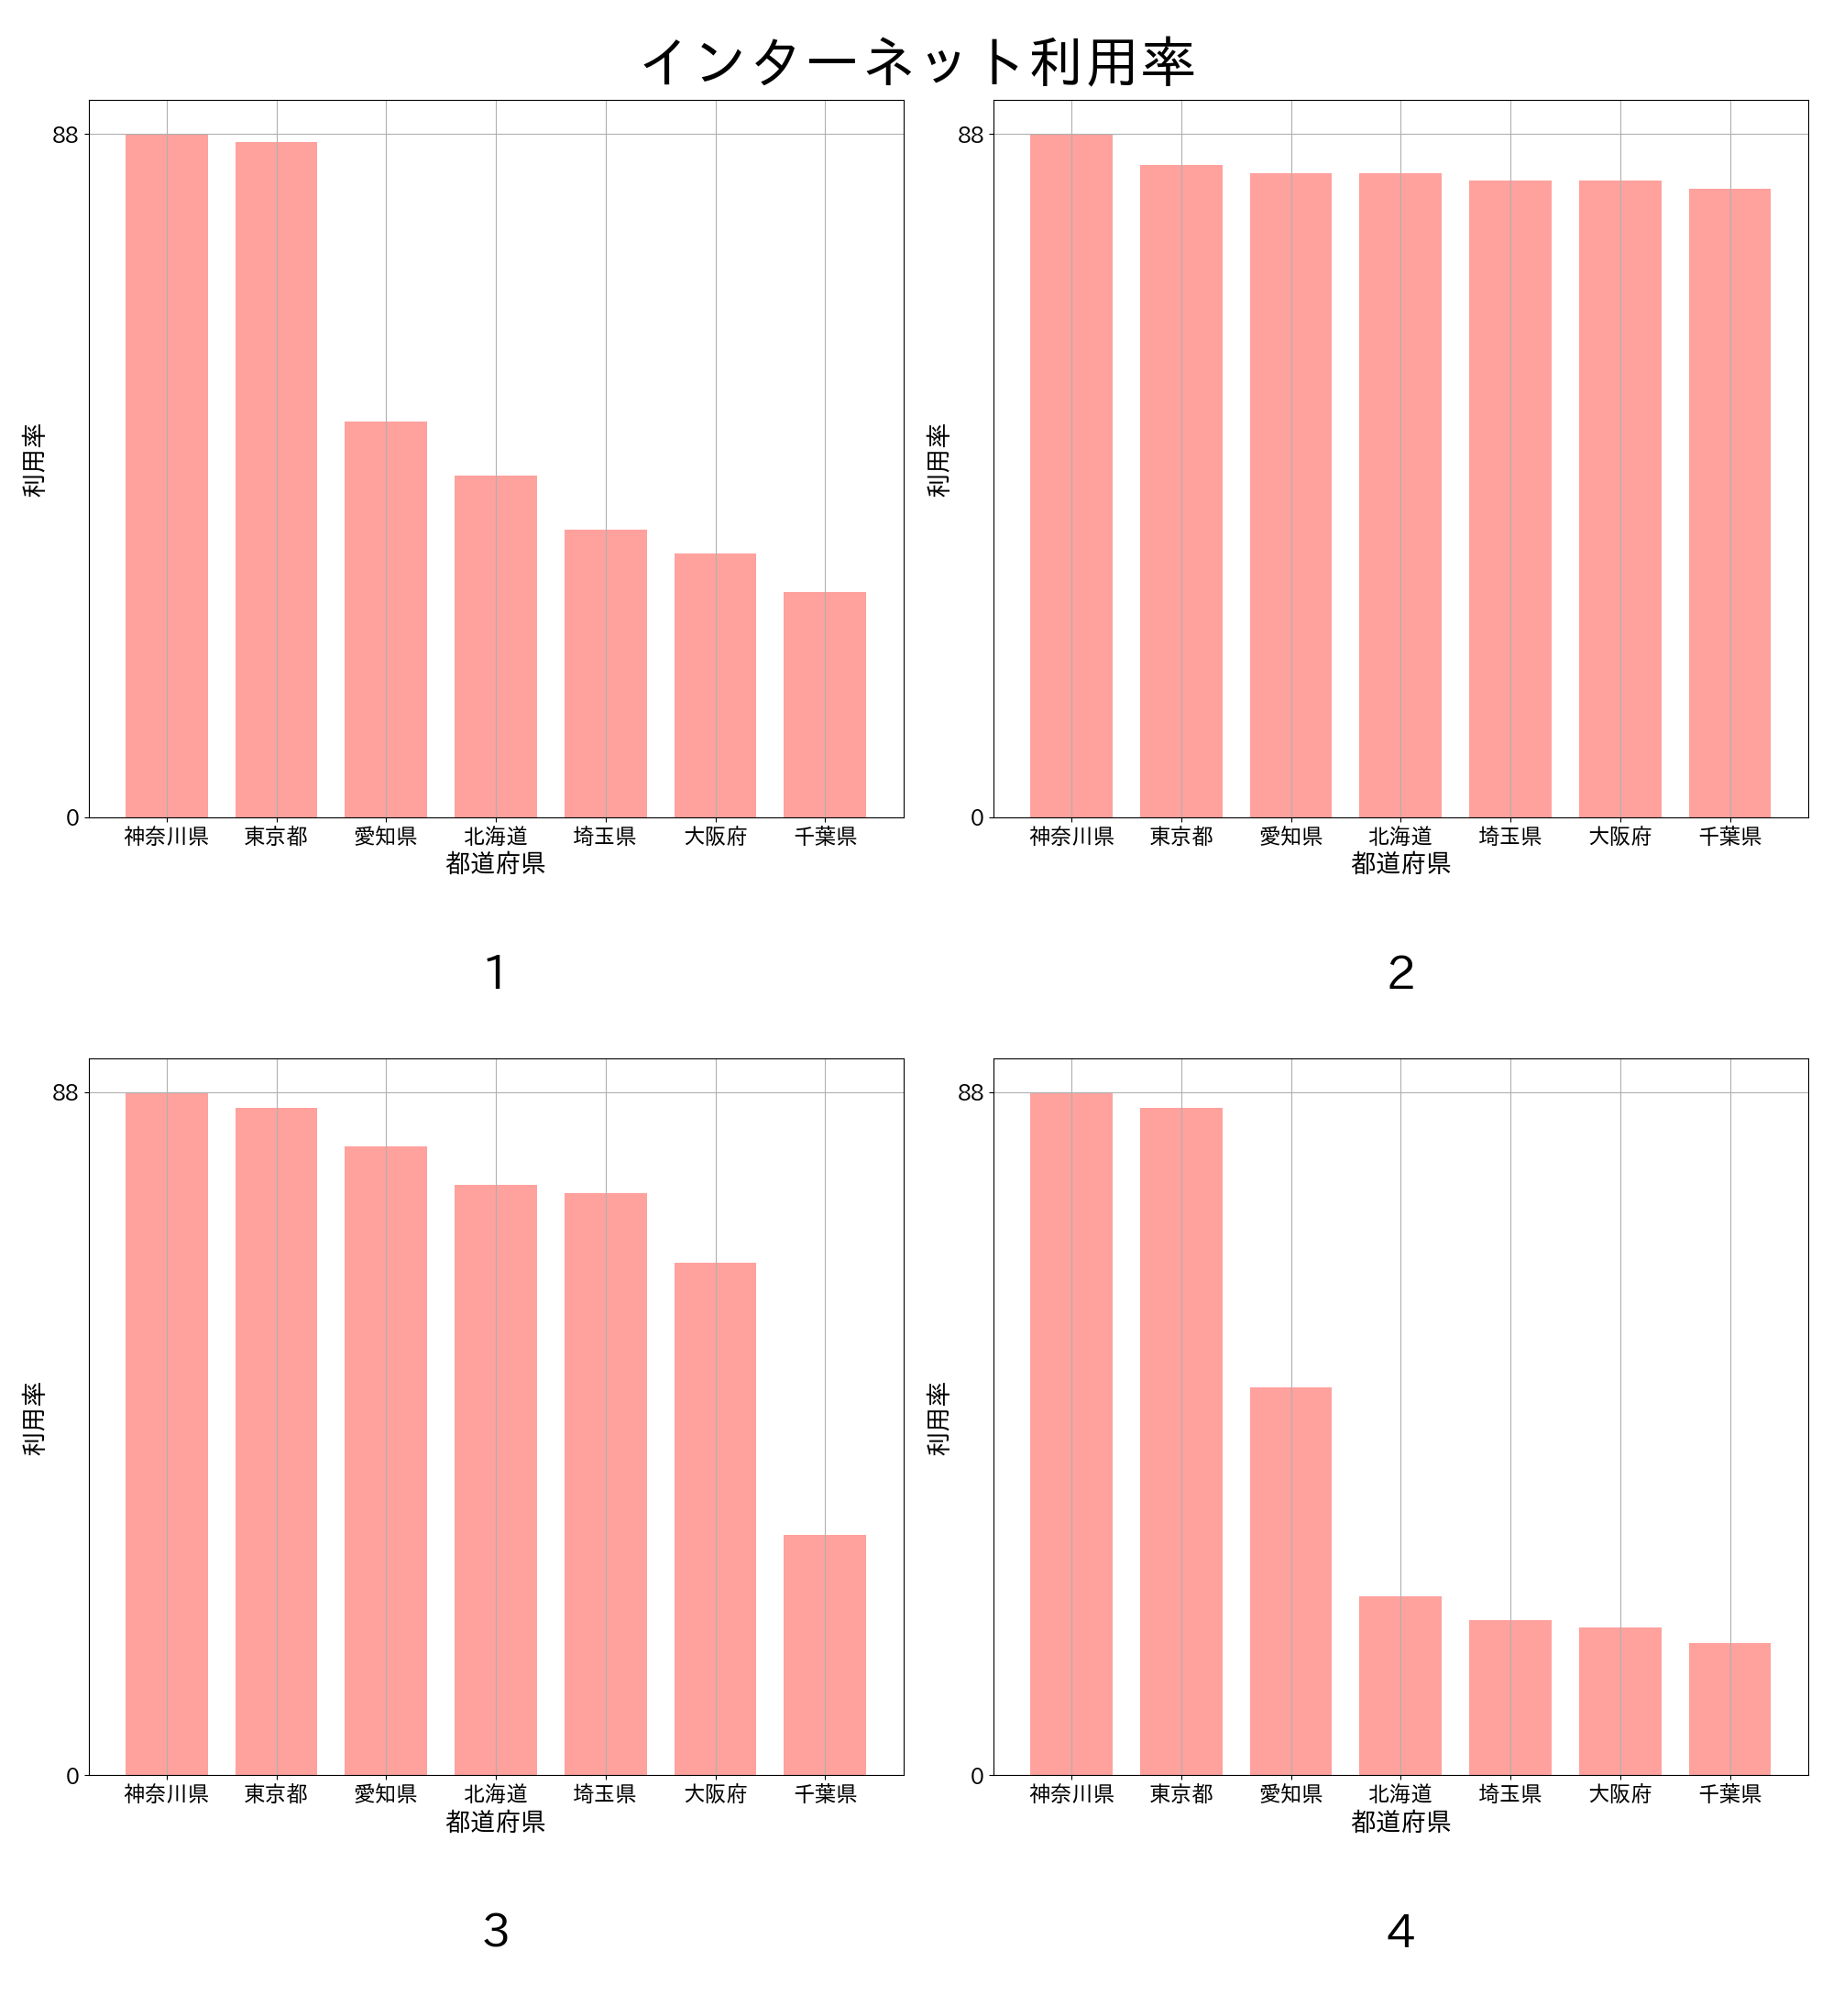 インターネット利用率
88
0
利用率
神奈川県 東京都 愛知県 北海道 埼玉県 大阪府 千葉県
都道府県
1
88
0
利用率
神奈川県 東京都 愛知県 北海道 埼玉県 大阪府 千葉県
都道府県
2
88
0
利用率
神奈川県 東京都 愛知県 北海道 埼玉県 大阪府 千葉県
都道府県
3
88
0
利用率
神奈川県 東京都 愛知県 北海道 埼玉県 大阪府 千葉県
都道府県
4